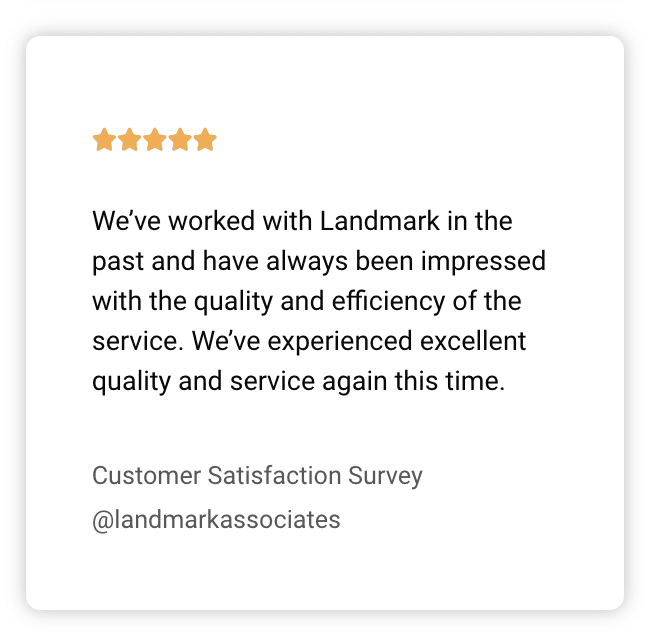 We’ve worked with Landmark in the
past and have always been impressed
with the quality and efficiency of the
service. We’ve experienced excellent
quality and service again this time.
Customer Satisfaction Survey
@landmarkassociates